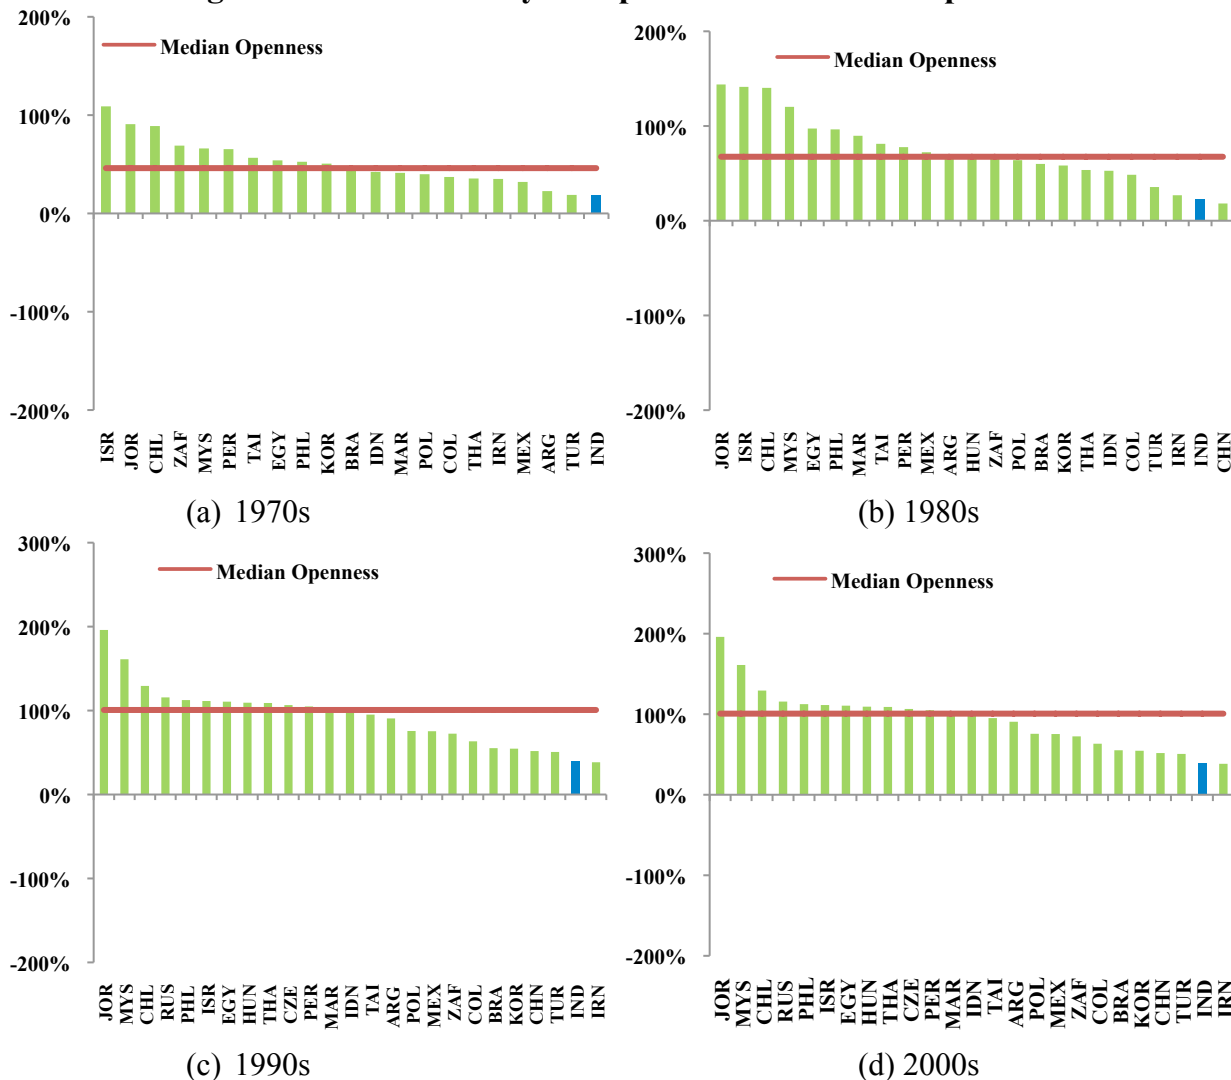 200%
Median Openness
100%
0%
-100%
-200%
ISR JOR CHL ZAF MYS PER TAI EGY PHL KOR BRA IDN MAR POL COL THA IRN MEX ARG TUR IND
(a) 1970s
200%
Median Openness
100%
0%
-100%
-200%
JOR ISR CHL MYS EGY PHL MAR TAI PER MEX ARG HUN ZAF POL BRA KOR THA IDN COL TUR IRN IND CHN
(b) 1980s
300%
Median Openness
200%
100%
0%
-100%
-200%
JOR MYS CHL RUS PHL ISR EGY HUN THA CZE PER MAR IDN TAI ARG POL MEX ZAF COL BRA KOR CHN TUR IND IRN
(c) 1990s
300%
Median Openness
200%
100%
0%
-100%
-200%
JOR MYS CHL RUS PHL ISR EGY HUN THA CZE PER MAR IDN TAI ARG POL MEX ZAF COL BRA KOR CHN TUR IND IRN
(d) 2000s